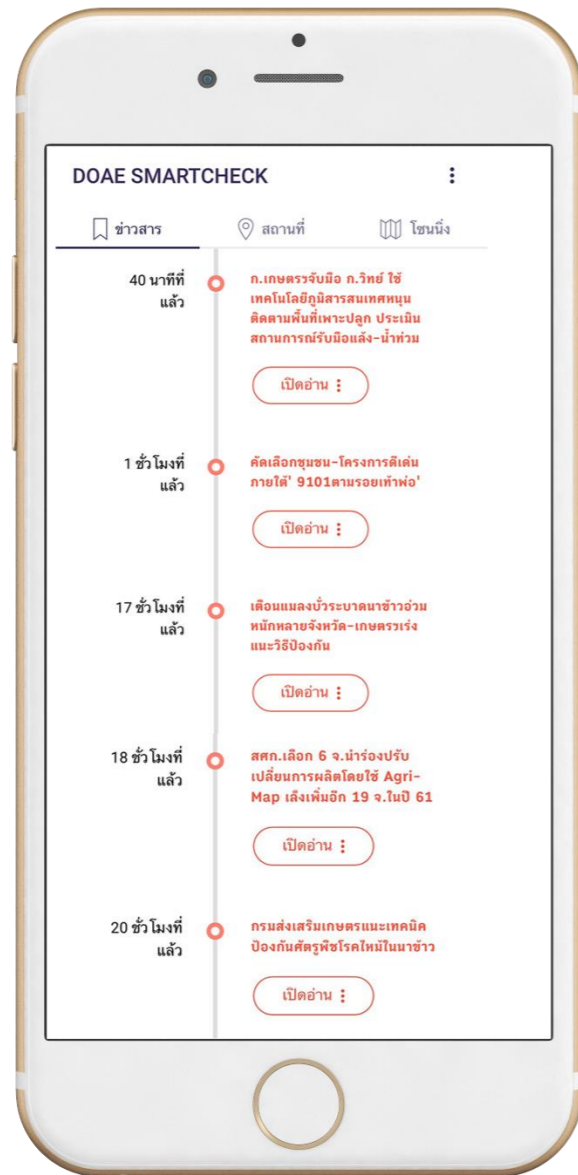 DOAE SMARTCHECK
ข่าวสาร
สถานที่
โซนนิ่ง
40 นาทีที่
แล้ว
ก.เกษตรฯจับมือ ก.วิทย์ ใช้
เทคโนโลยีภูมิสารสนเทศหนุน
ติดตามพื้นที่เพาะปลูก ประเมิน
สถานการณ์รับมือแล้ง-น้ำท่วม
เปิดอ่าน
1 ชั่วโมงที่
แล้ว
คัดเลือกชุมชน-โครงการดีเด่น
ภายใต้' 9101ตามรอยเท้าพ่อ'
เปิดอ่าน
17 ชั่วโมงที่
แล้ว
เตือนแมลงบั่วระบาดนาข้าวอ่วม
หนักหลายจังหวัด-เกษตรฯเร่ง
แนะวิธีป้องกัน
เปิดอ่าน
18 ชั่วโมงที่
แล้ว
สศก.เลือก 6 จ.นำร่องปรับ
เปลี่ยนการผลิตโดยใช้ Agri-
Map เล็งเพิ่มอีก 19 จ.ในปี 61
เปิดอ่าน
20 ชั่วโมงที่
แล้ว
กรมส่งเสริมเกษตรแนะเทคนิค
ป้องกันศัตรูพืชโรคไหม้ในนาข้าว
เปิดอ่าน